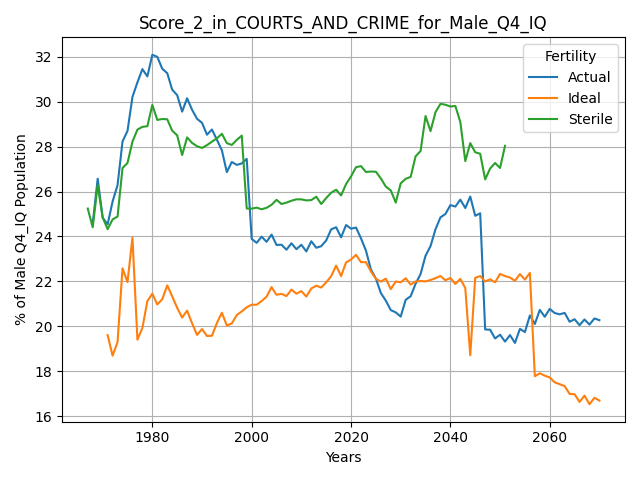 Score_2_in_COURTS_AND_CRIME_for_Male_Q4_IQ
Fertility
Actual
Ideal
Sterile
% of Male Q4_IQ Population
32
30
28
26
24
22
20
18
16
1980
2000
2020
2040
2060
Years